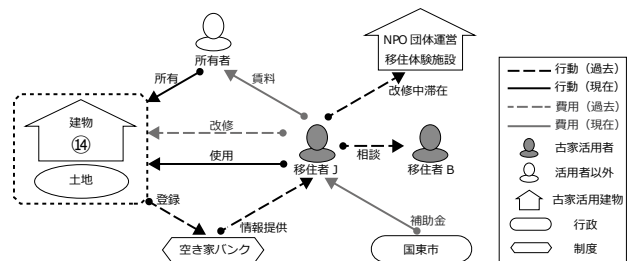 所有者
所有
賃料
NPO 団体運営
移住体験施設
改修中滞在
建物
⑭
土地
改修
使用
移住者 J
相談
移住者 B
登録
情報提供
補助金
空き家バンク
国東市
行動（過去）
行動（現在）
費用（過去）
費用（現在）
古家活用者
活用者以外
古家活用建物
行政
制度